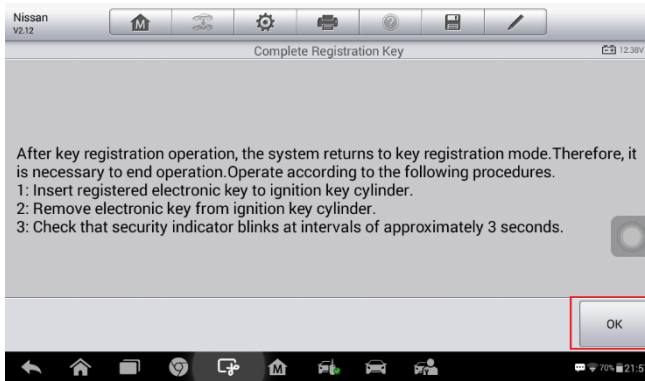 Nissan
V2.12
Complete Registration Key
12.38V
After key registration operation, the system returns to key registration mode.Therefore, it
is necessary to end operation.Operate according to the following procedures.
1: Insert registered electronic key to ignition key cylinder.
2: Remove electronic key from ignition key cylinder.
3: Check that security indicator blinks at intervals of approximately 3 seconds.
OK
70% 21:5